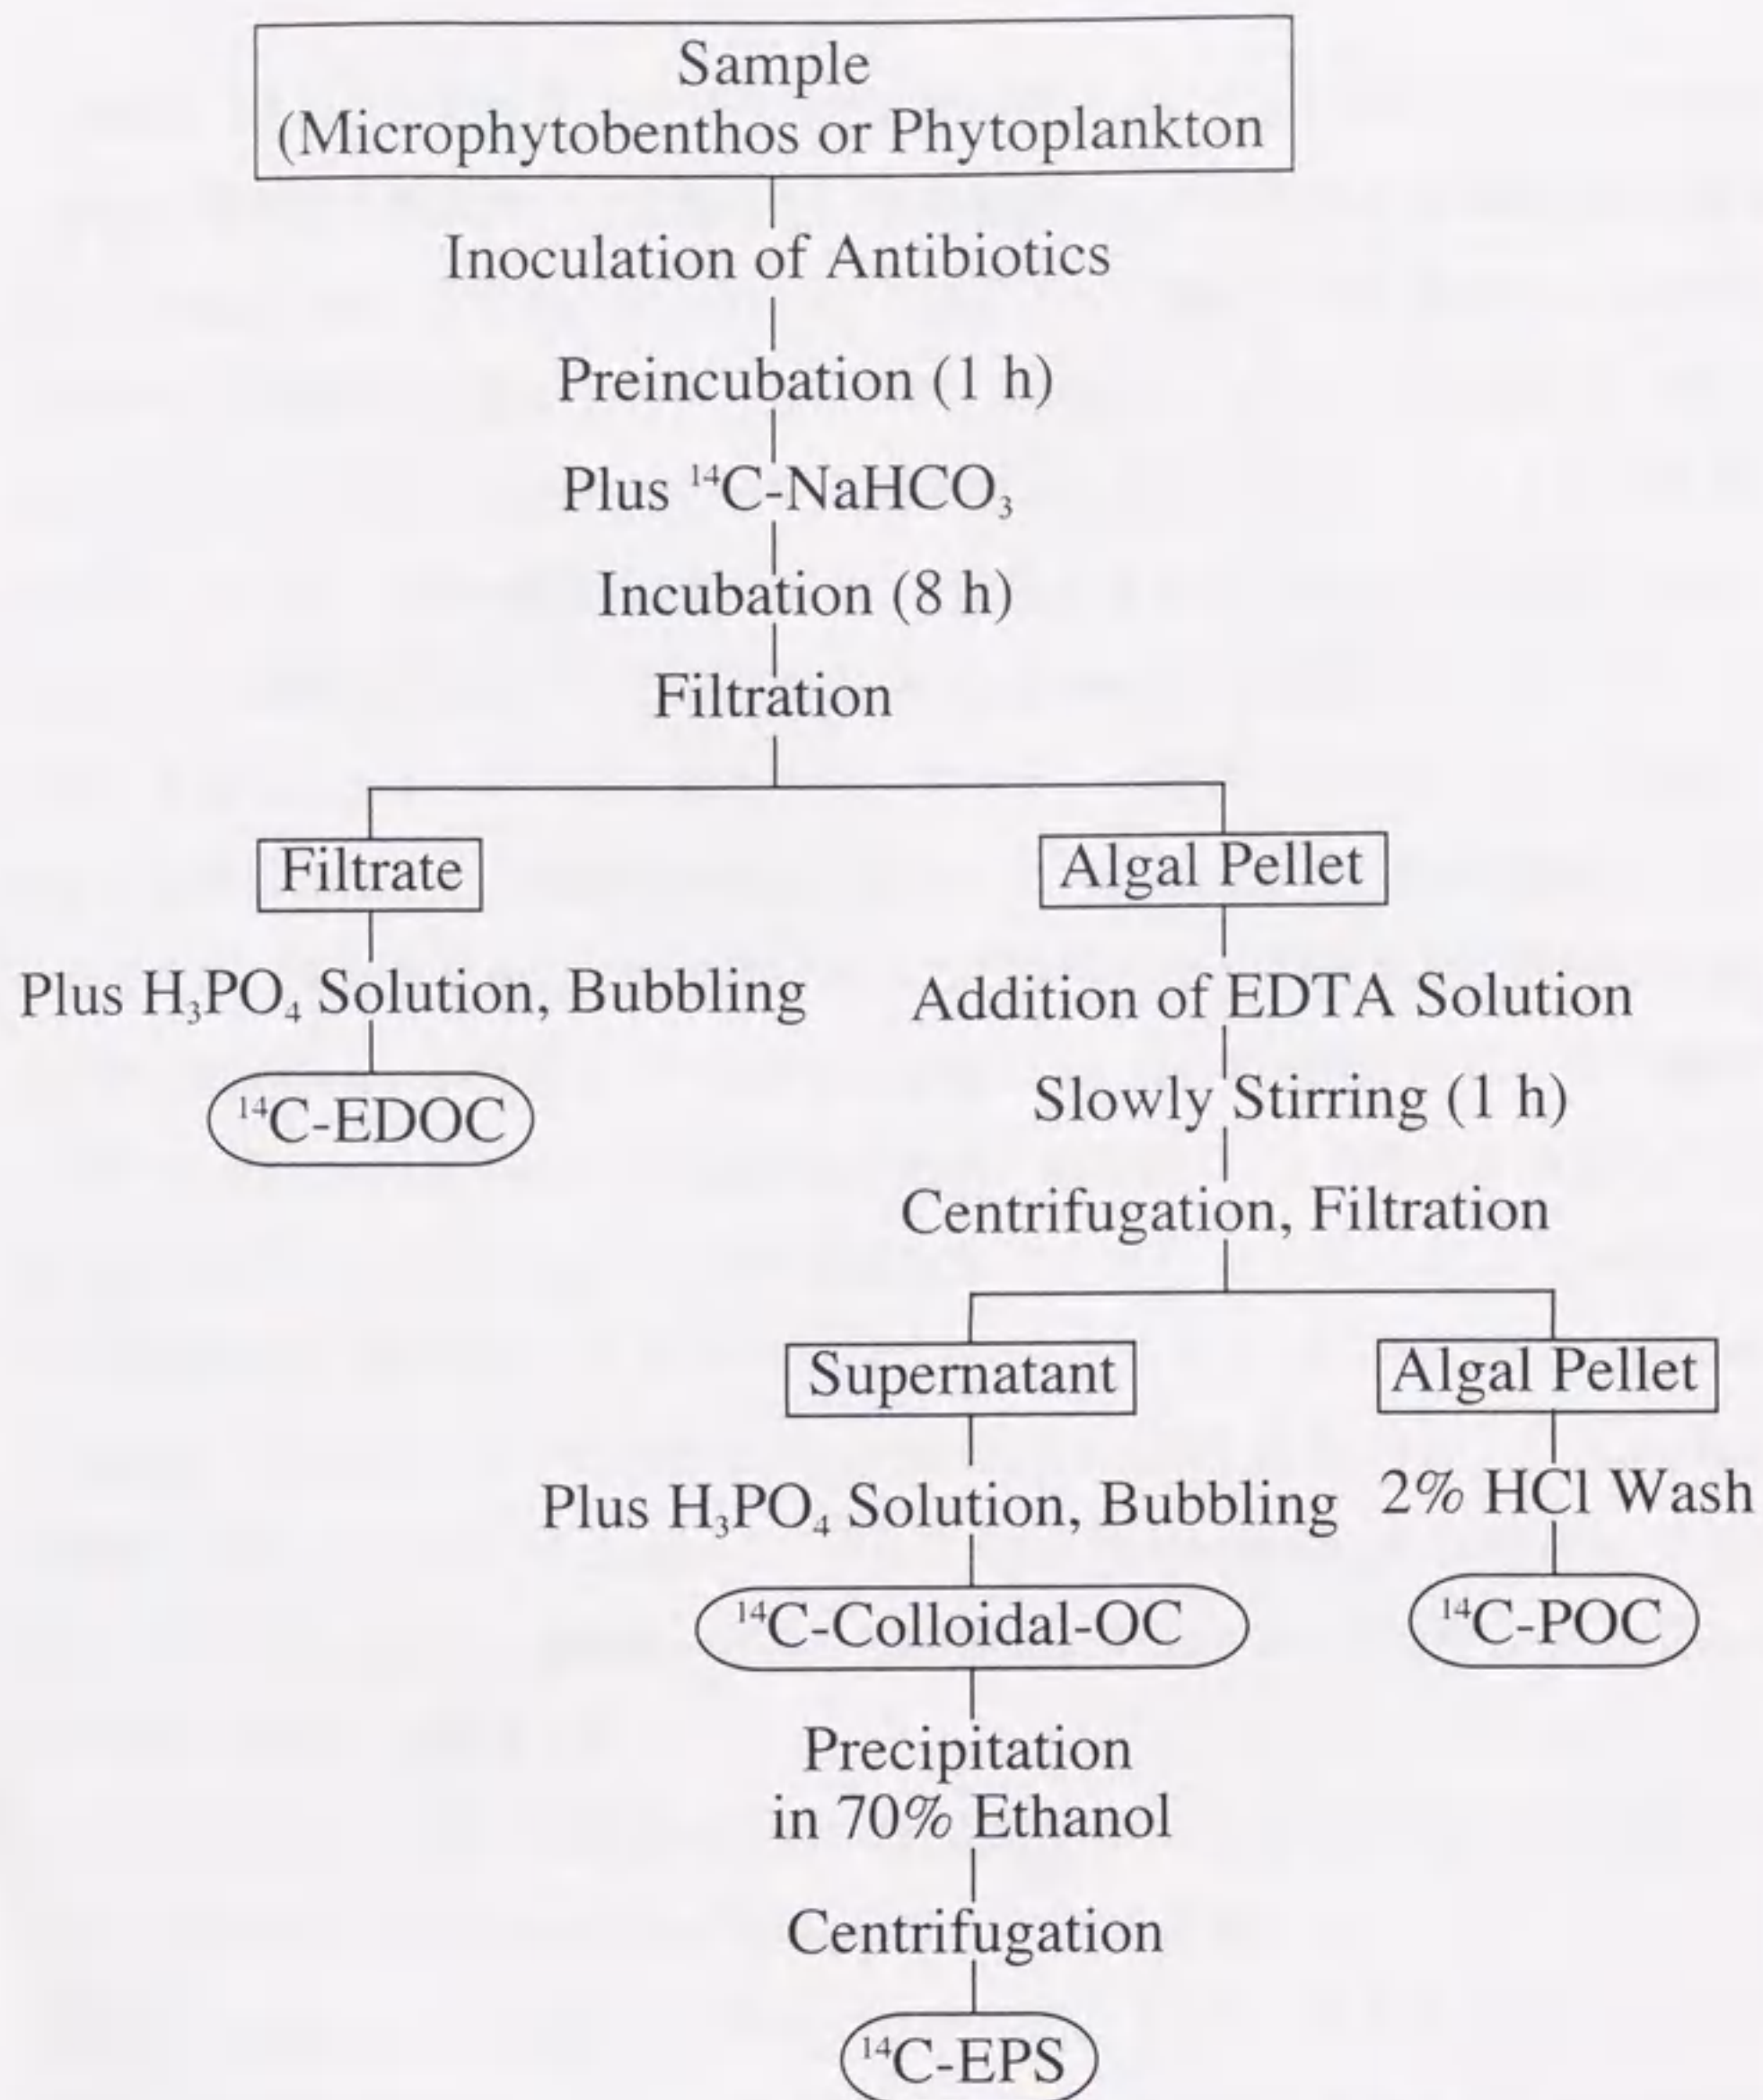 Sample
(Microphytobenthos or Phytoplankton
Inoculation of Antibiotics
Preincubation (1 h)
Plus ¹⁴C-NaHCO₃
Incubation (8 h)
Filtration
Filtrate
Algal Pellet
Plus H₃PO₄ Solution, Bubbling
Addition of EDTA Solution
¹⁴C-EDOC
Slowly Stirring (1 h)
Centrifugation, Filtration
Supernatant
Algal Pellet
Plus H₃PO₄ Solution, Bubbling
2% HCl Wash
¹⁴C-Colloidal-OC
¹⁴C-POC
Precipitation
in 70% Ethanol
Centrifugation
¹⁴C-EPS